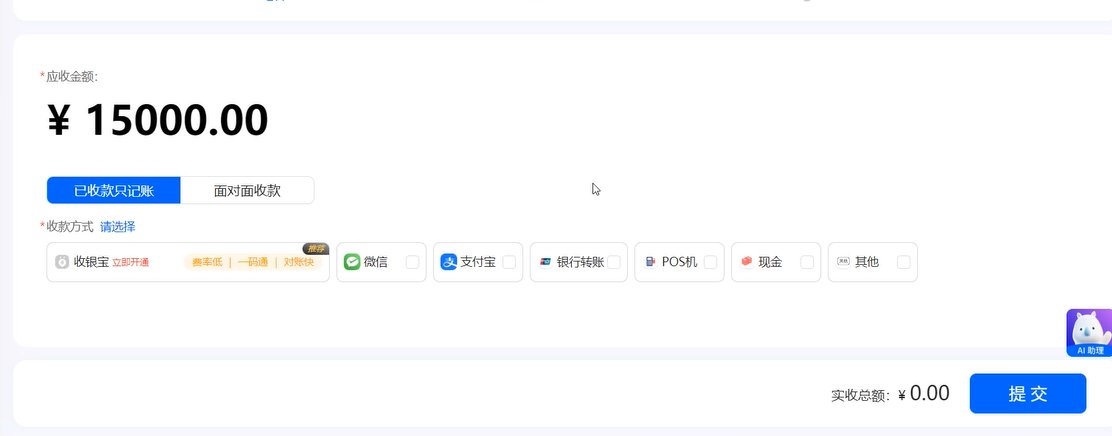 *应收金额：
¥ 15000.00
已收款只记账 面对面收款
*收款方式 请选择
推荐
收银宝 立即开通 费率低 | 一码通 | 对账快 微信 支付宝 银行转账 POS机 现金 其他
AI 助理
实收总额：¥ 0.00 提 交